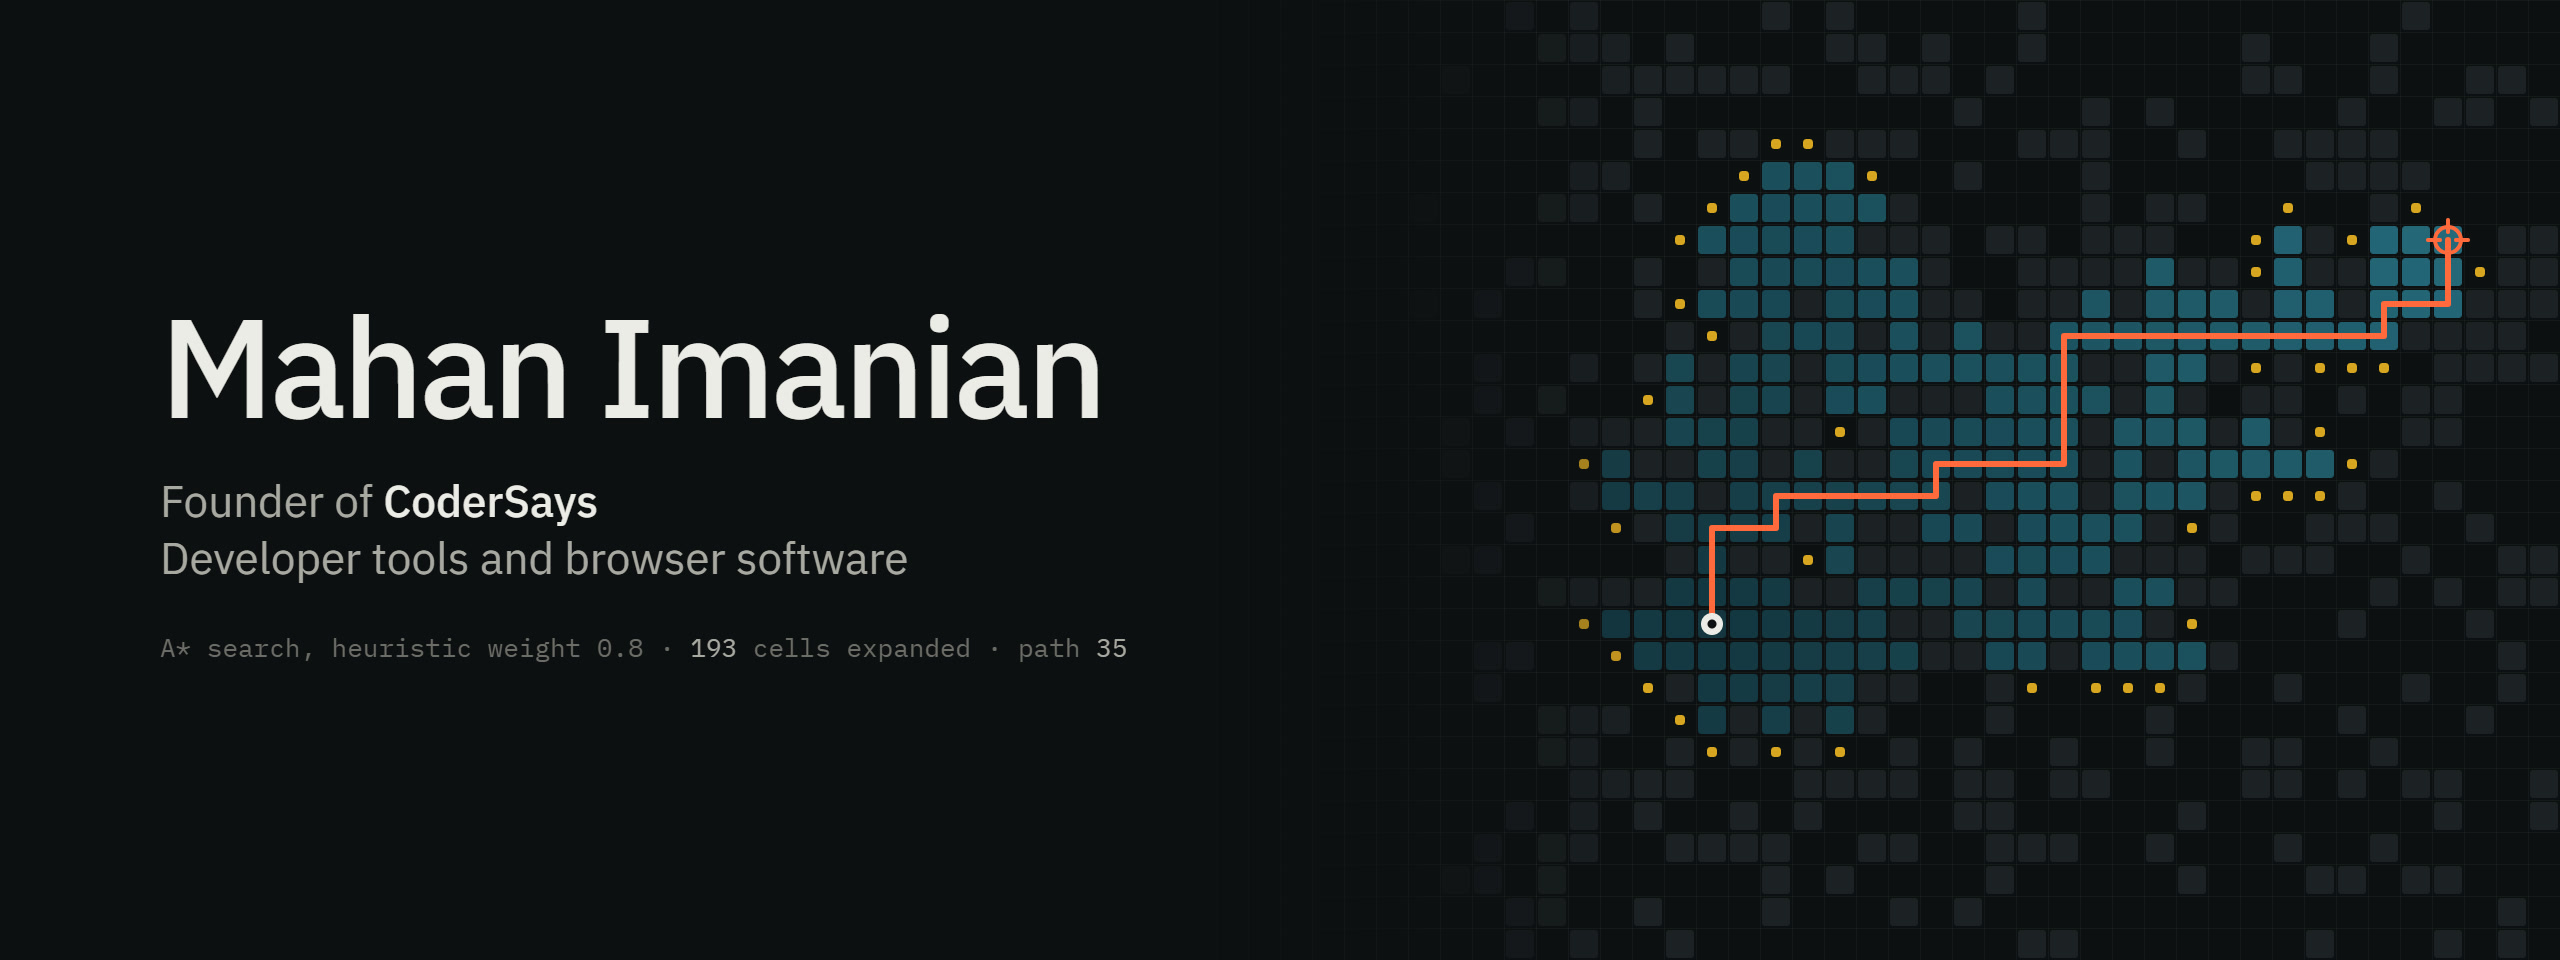 Mahan Imanian
Founder of CoderSays
Developer tools and browser software
A* search, heuristic weight 0.8 · 193 cells expanded · path 35